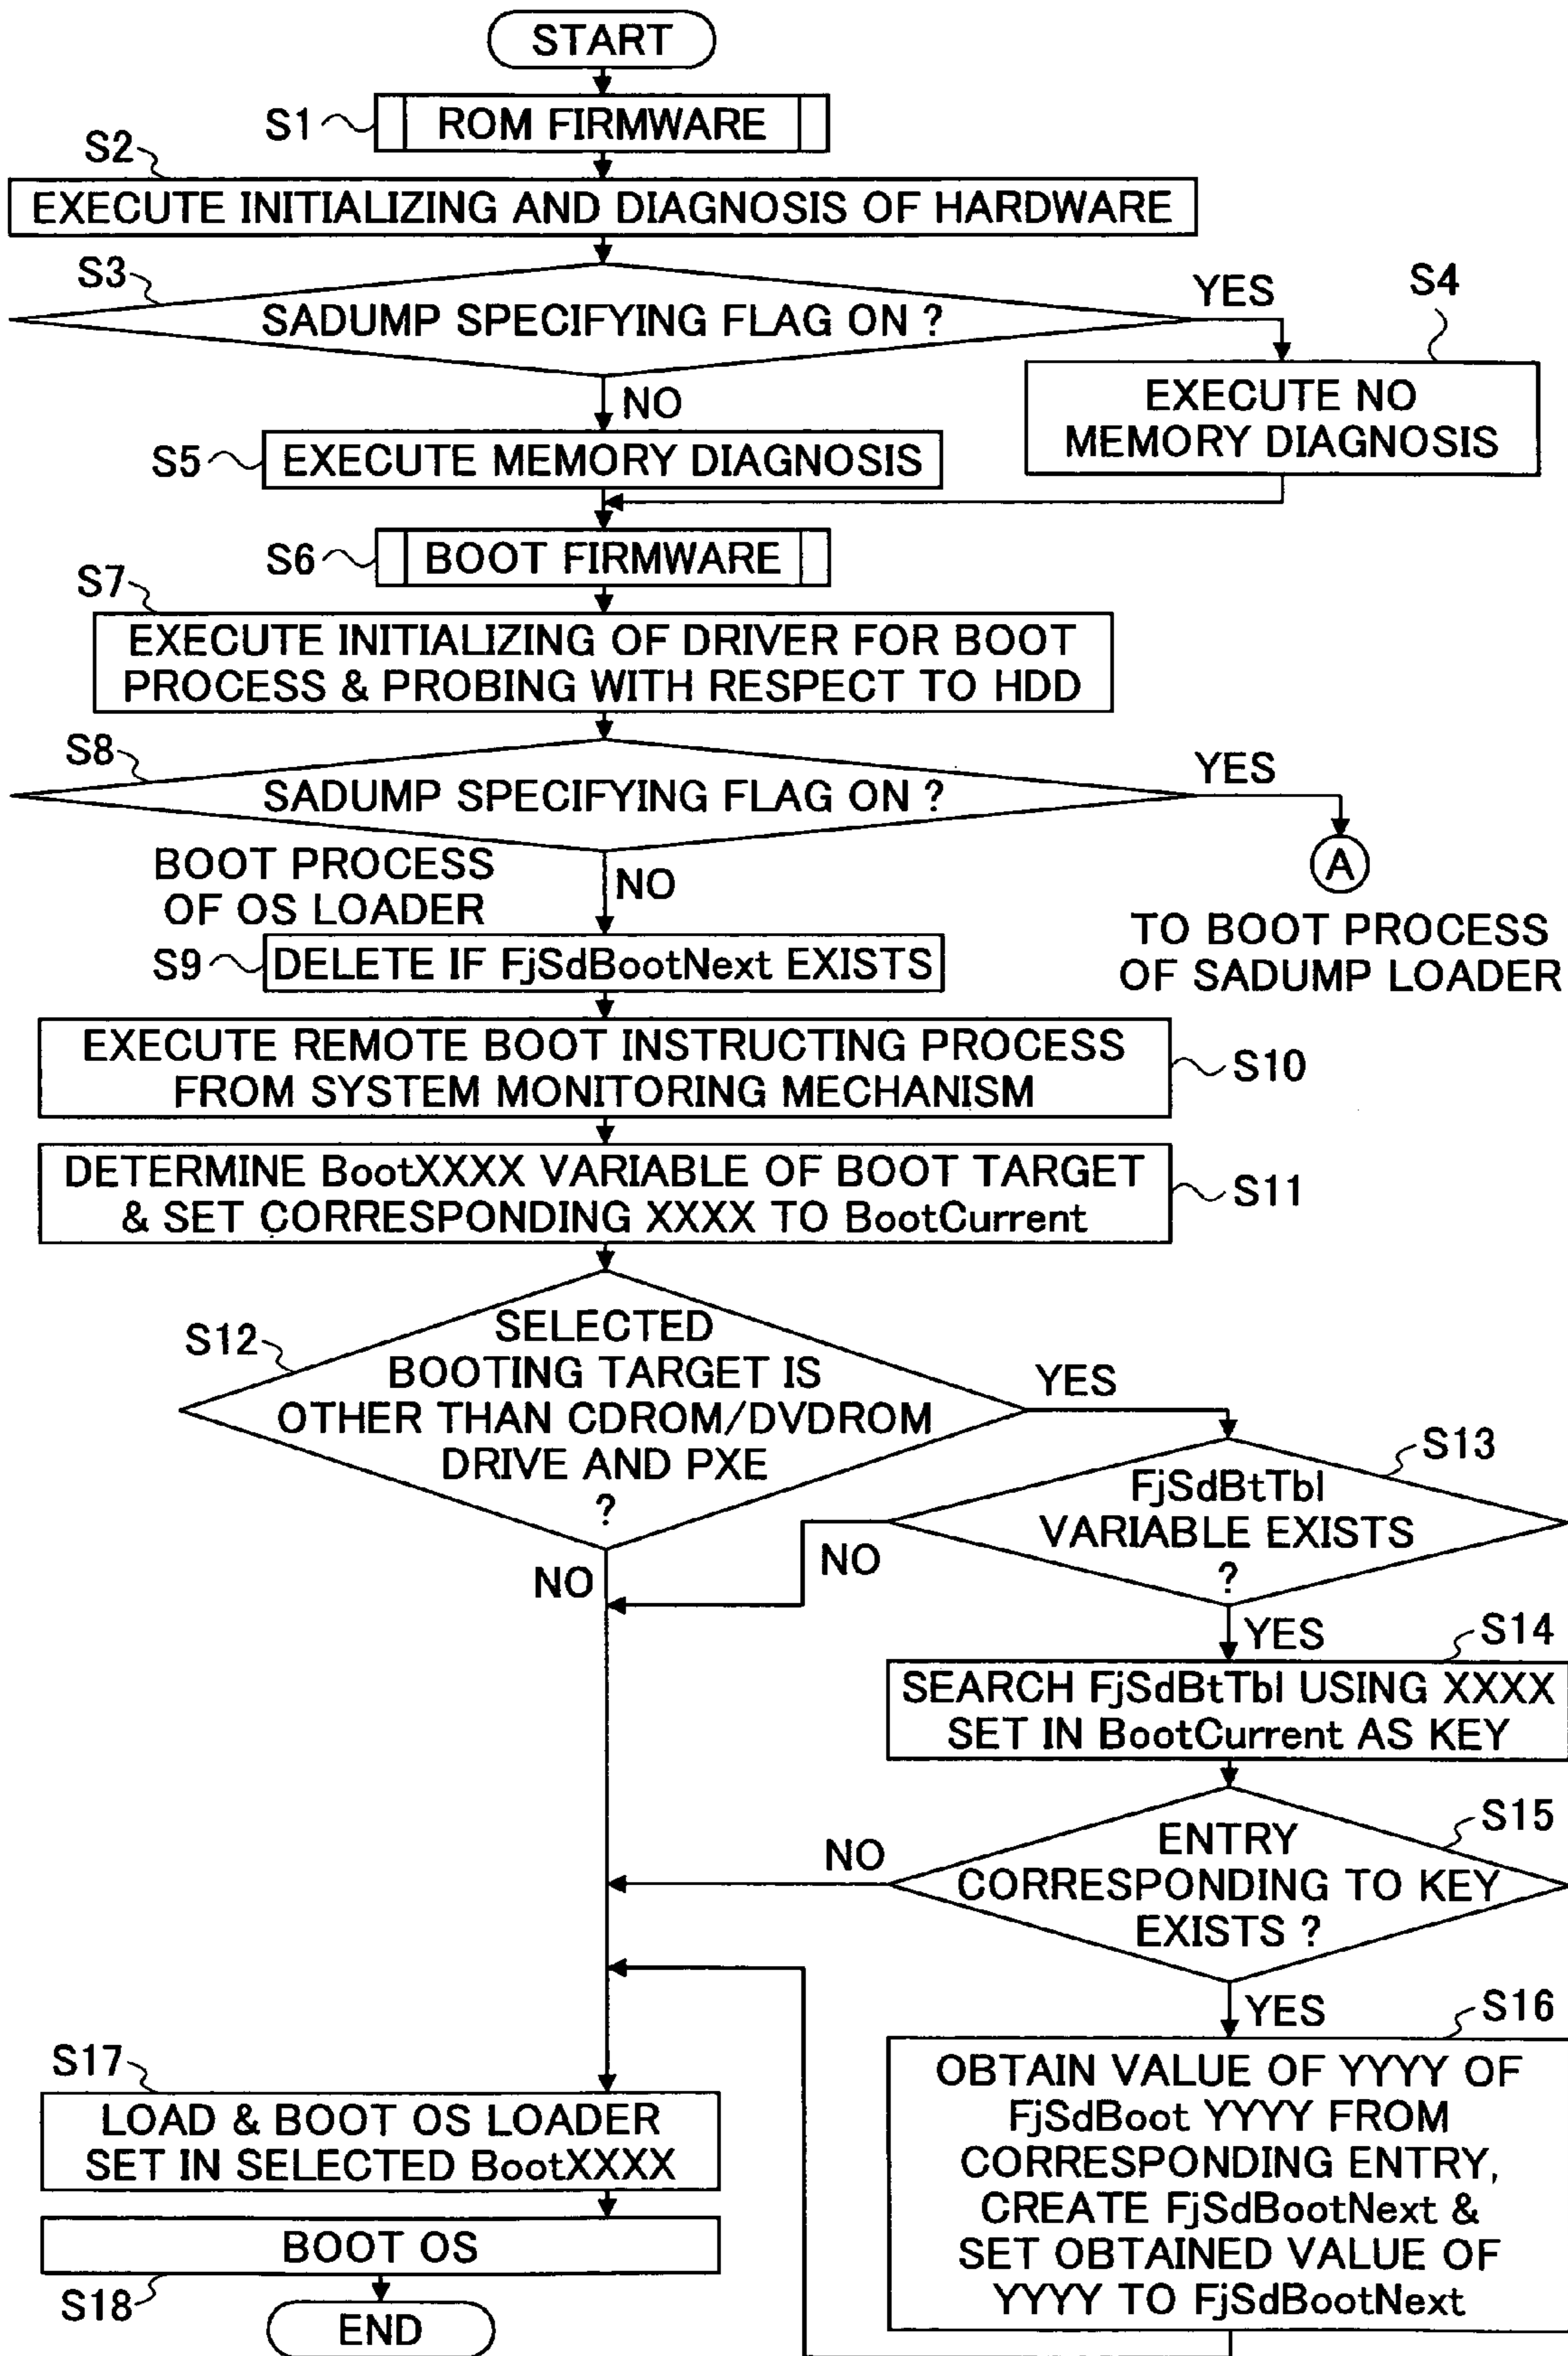 START
S1
ROM FIRMWARE
S2
EXECUTE INITIALIZING AND DIAGNOSIS OF HARDWARE
S3
SADUMP SPECIFYING FLAG ON ?
YES
S4
EXECUTE NO
MEMORY DIAGNOSIS
NO
S5
EXECUTE MEMORY DIAGNOSIS
S6
BOOT FIRMWARE
S7
EXECUTE INITIALIZING OF DRIVER FOR BOOT
PROCESS & PROBING WITH RESPECT TO HDD
S8
SADUMP SPECIFYING FLAG ON ?
YES
A
TO BOOT PROCESS
OF SADUMP LOADER
BOOT PROCESS
OF OS LOADER
NO
S9
DELETE IF FjSdBootNext EXISTS
EXECUTE REMOTE BOOT INSTRUCTING PROCESS
FROM SYSTEM MONITORING MECHANISM
S10
DETERMINE BootXXXX VARIABLE OF BOOT TARGET
& SET CORRESPONDING XXXX TO BootCurrent
S11
S12
SELECTED
BOOTING TARGET IS
OTHER THAN CDROM/DVDROM
DRIVE AND PXE
?
YES
NO
S13
FjSdBtTbl
VARIABLE EXISTS
?
NO
YES
S14
SEARCH FjSdBtTbl USING XXXX
SET IN BootCurrent AS KEY
S15
ENTRY
CORRESPONDING TO KEY
EXISTS ?
NO
YES
S16
OBTAIN VALUE OF YYYY OF
FjSdBoot YYYY FROM
CORRESPONDING ENTRY,
CREATE FjSdBootNext &
SET OBTAINED VALUE OF
YYYY TO FjSdBootNext
S17
LOAD & BOOT OS LOADER
SET IN SELECTED BootXXXX
BOOT OS
S18
END